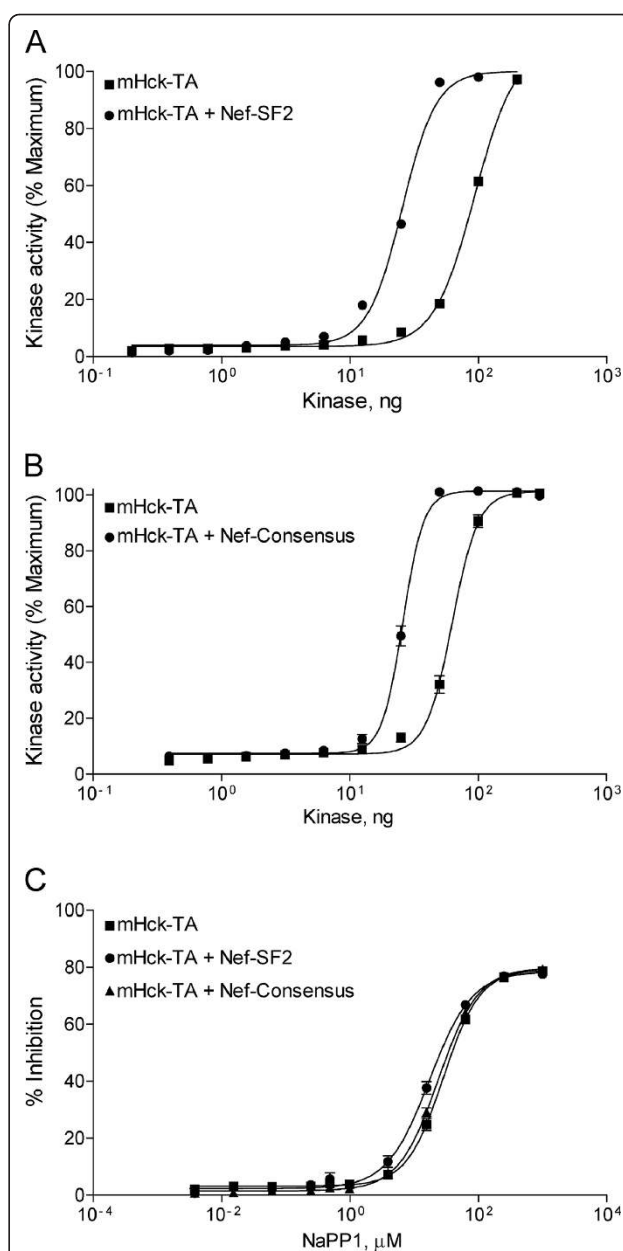 A
100
80
60
40
20
0
Kinase activity (% Maximum)
mHck-TA
mHck-TA + Nef-SF2
10-1
100
101
102
103
Kinase, ng
B
100
80
60
40
20
0
Kinase activity (% Maximum)
mHck-TA
mHck-TA + Nef-Consensus
10-1
100
101
102
103
Kinase, ng
C
100
80
60
40
20
0
% Inhibition
mHck-TA
mHck-TA + Nef-SF2
mHck-TA + Nef-Consensus
10-4
10-2
100
102
104
NaPP1, µM